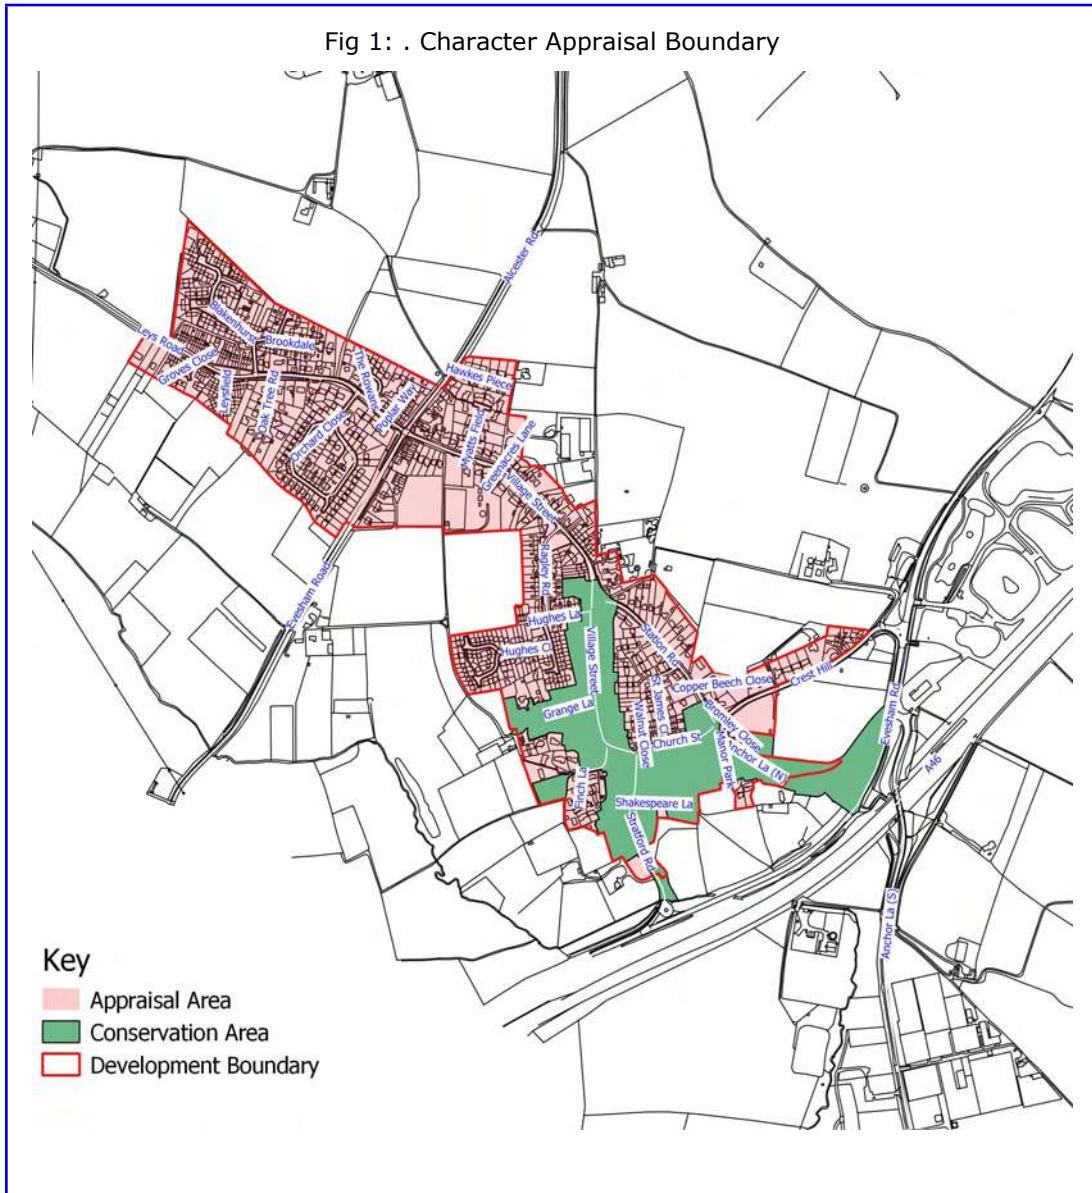 Fig 1: . Character Appraisal Boundary
Alcester Rd
Blakenhurst
Leys Road
Brookdale
Groves Close
The Rowans
Hawkes Piece
Leysfield
Oak Tree Rd
Poplar Way
Orchard Close
Myatts Field
Greenacres Lane
Village Street
Ragley Rd
Evesham Road
Hughes La
Village Street
Station Rd
Hughes Cl
Copper Beech Close
Crest Hill
St James Cl
Grange La
Walnut Close
Bromley Close
Evesham Rd
Church St
Manor Park
Anchor La (N)
A46
Finch La
Shakespeare La
Stratford Rd
Anchor La (S)
Key
Appraisal Area
Conservation Area
Development Boundary